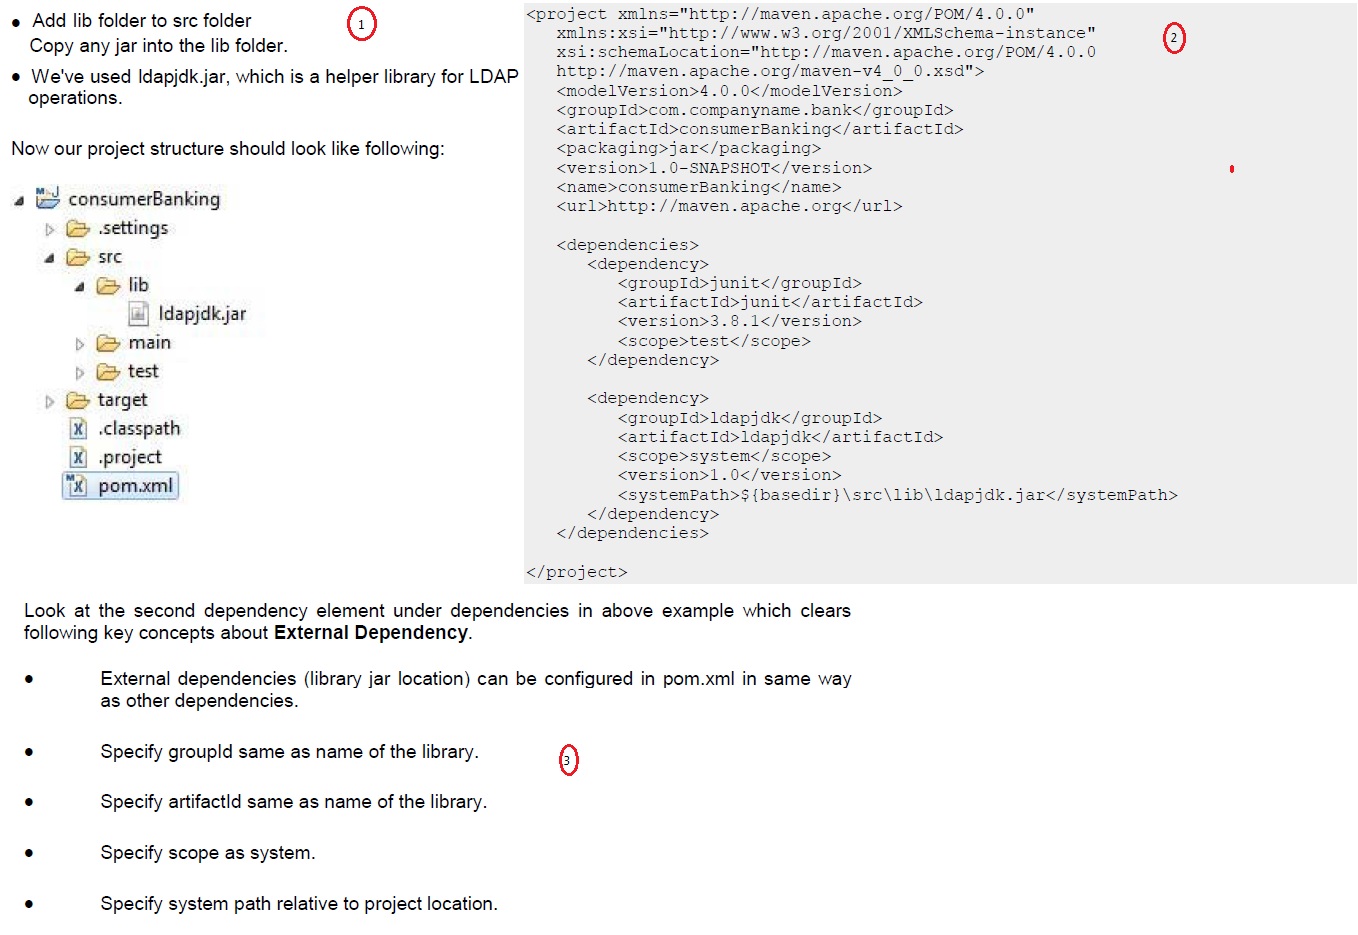 • Add lib folder to src folder
Copy any jar into the lib folder.
• We've used ldapjdk.jar, which is a helper library for LDAP
operations.
1
Now our project structure should look like following:
consumerBanking
.settings
src
lib
ldapjdk.jar
main
test
target
.classpath
.project
pom.xml
<project xmlns="http://maven.apache.org/POM/4.0.0"
xmlns:xsi="http://www.w3.org/2001/XMLSchema-instance"
xsi:schemaLocation="http://maven.apache.org/POM/4.0.0
http://maven.apache.org/maven-v4_0_0.xsd">
<modelVersion>4.0.0</modelVersion>
<groupId>com.companyname.bank</groupId>
<artifactId>consumerBanking</artifactId>
<packaging>jar</packaging>
<version>1.0-SNAPSHOT</version>
<name>consumerBanking</name>
<url>http://maven.apache.org</url>
2
<dependencies>
<dependency>
<groupId>junit</groupId>
<artifactId>junit</artifactId>
<version>3.8.1</version>
<scope>test</scope>
</dependency>
<dependency>
<groupId>ldapjdk</groupId>
<artifactId>ldapjdk</artifactId>
<scope>system</scope>
<version>1.0</version>
<systemPath>${basedir}\src\lib\ldapjdk.jar</systemPath>
</dependency>
</dependencies>
</project>
Look at the second dependency element under dependencies in above example which clears
following key concepts about External Dependency.
• External dependencies (library jar location) can be configured in pom.xml in same way
as other dependencies.
• Specify groupId same as name of the library.
3
• Specify artifactId same as name of the library.
• Specify scope as system.
• Specify system path relative to project location.